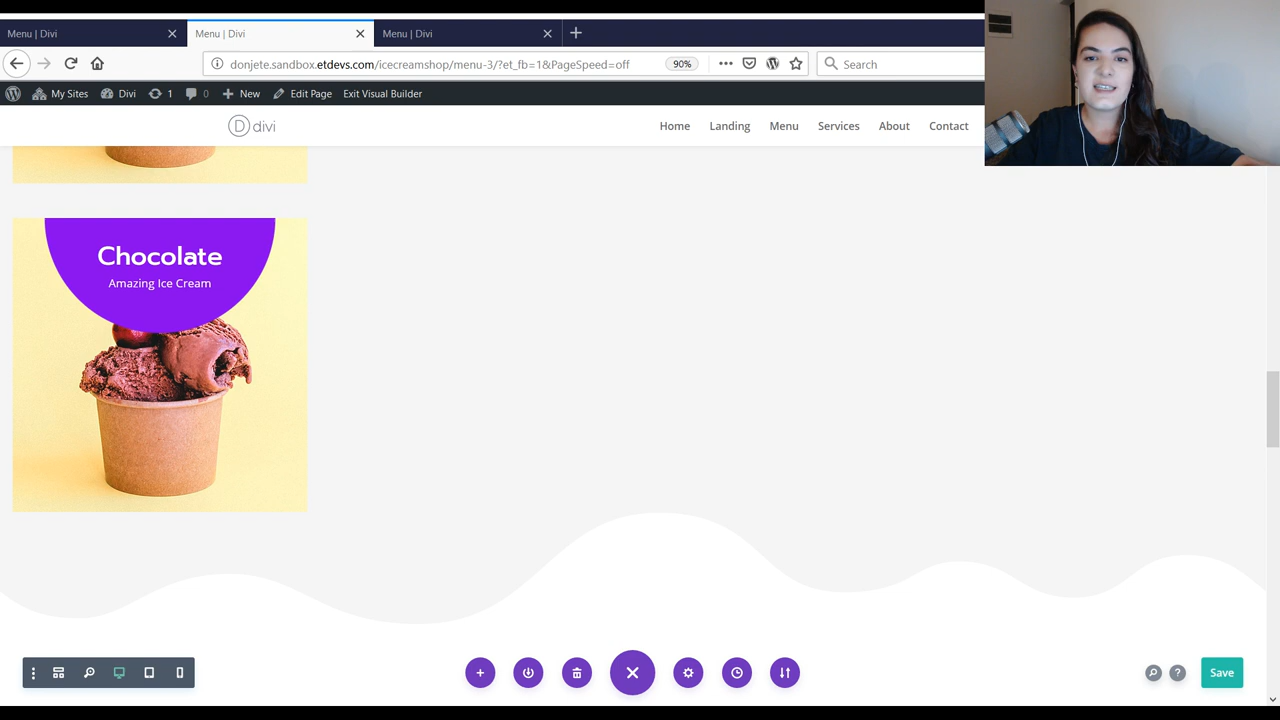 Menu | Divi
Menu | Divi
Menu | Divi
donjete.sandbox.etdevs.com/icecreamshop/menu-3/?et_fb=1&PageSpeed=off
90%
Search
My Sites
Divi
1
0
New
Edit Page
Exit Visual Builder
D divi
Home
Landing
Menu
Services
About
Contact
Chocolate
Amazing Ice Cream
Save